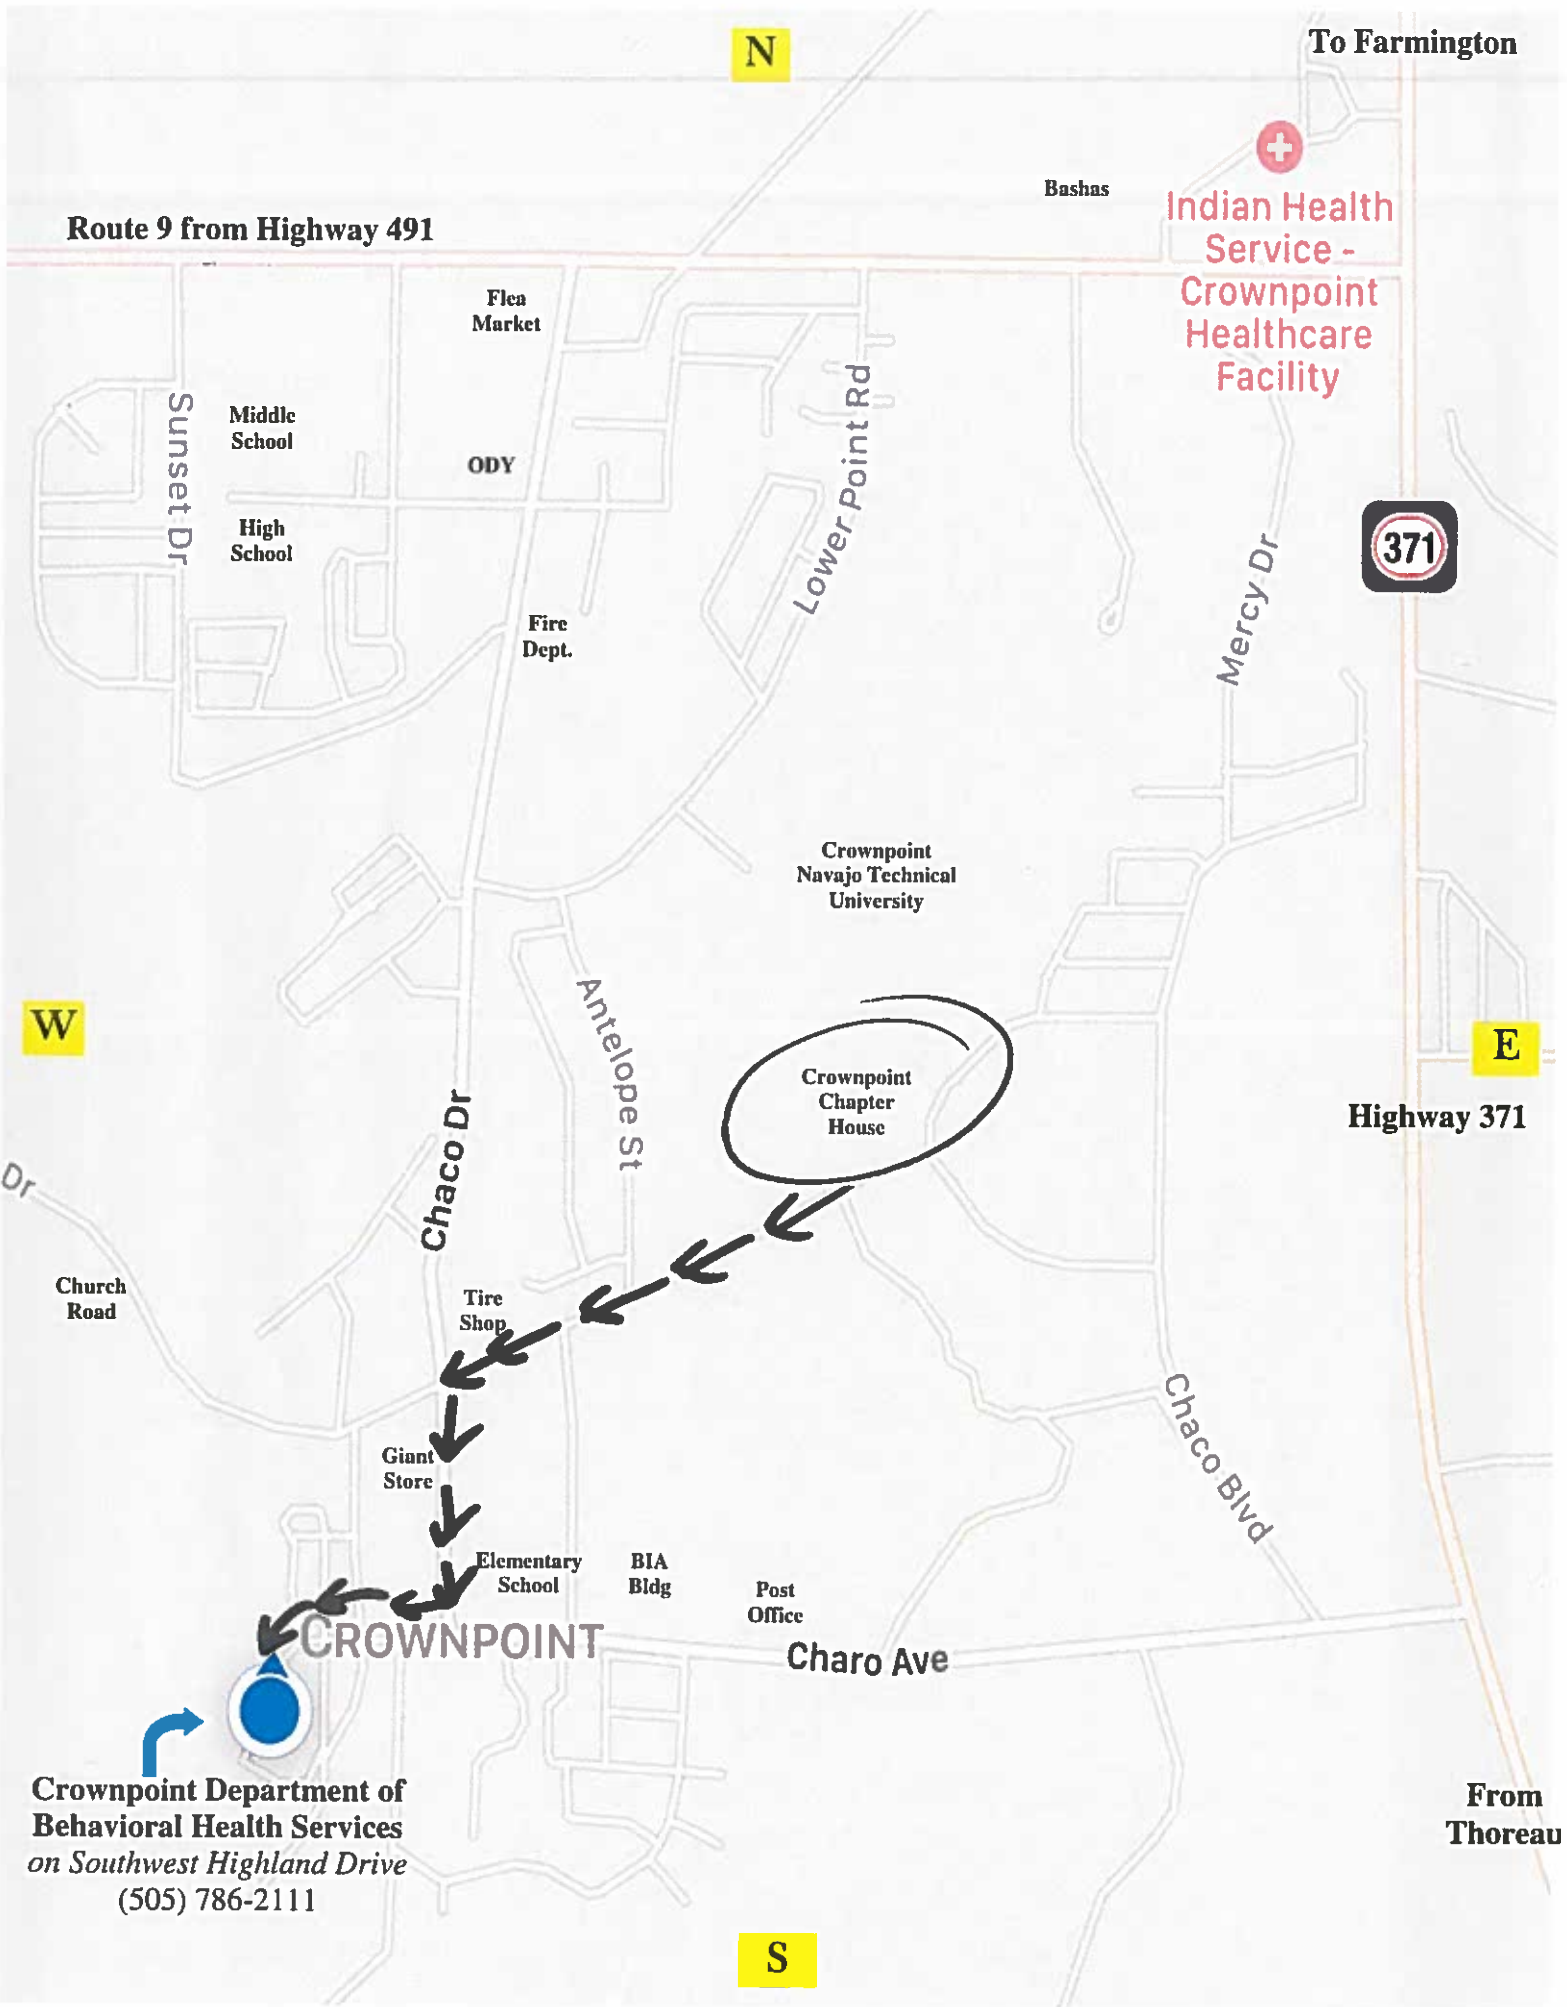 N
To Farmington
Bashas
Indian Health
Service -
Crownpoint
Healthcare
Facility
Route 9 from Highway 491
Flea
Market
Sunset Dr
Middle
School
ODY
Lower Point Rd
High
School
371
Mercy Dr
Fire
Dept.
Crownpoint
Navajo Technical
University
W
Antelope St
E
Crownpoint
Chapter
House
Highway 371
Chaco Dr
Dr
Church
Road
Tire
Shop
Chaco Blvd
Giant
Store
Elementary
School
BIA
Bldg
Post
Office
CROWNPOINT
Charo Ave
Crownpoint Department of
Behavioral Health Services
on Southwest Highland Drive
(505) 786-2111
From
Thoreau
S